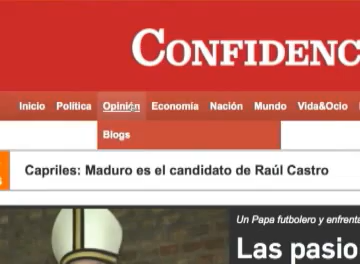 CONFIDENC
Inicio Política Opinión Economía Nación Mundo Vida&Ocio
Blogs
Capriles: Maduro es el candidato de Raúl Castro
Un Papa futbolero y enfrenta
Las pasio